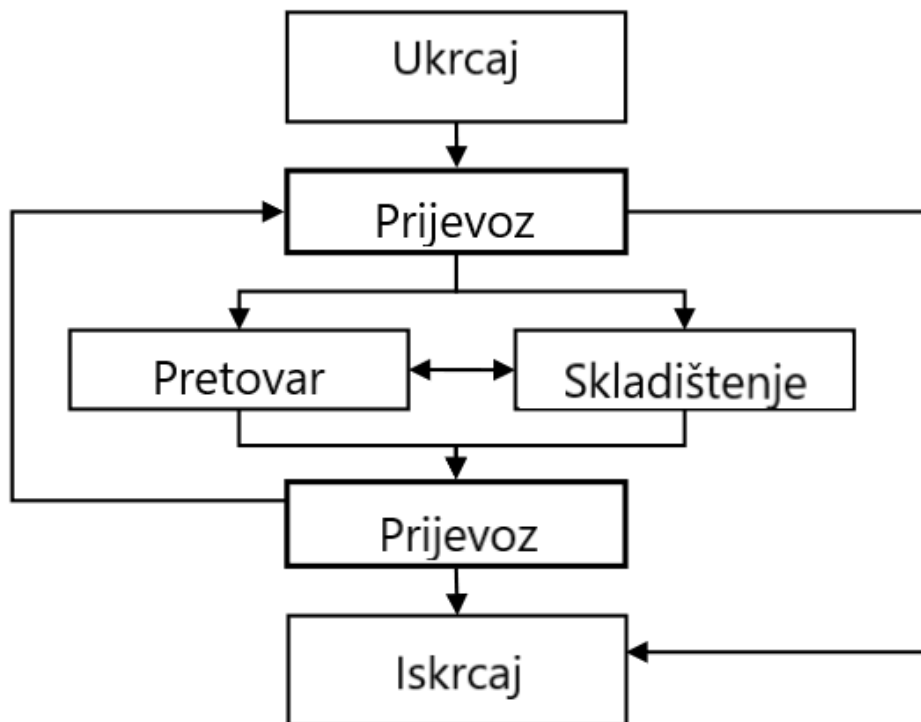 Ukrcaj
Prijevoz
Pretovar
Skladištenje
Prijevoz
Iskrcaj